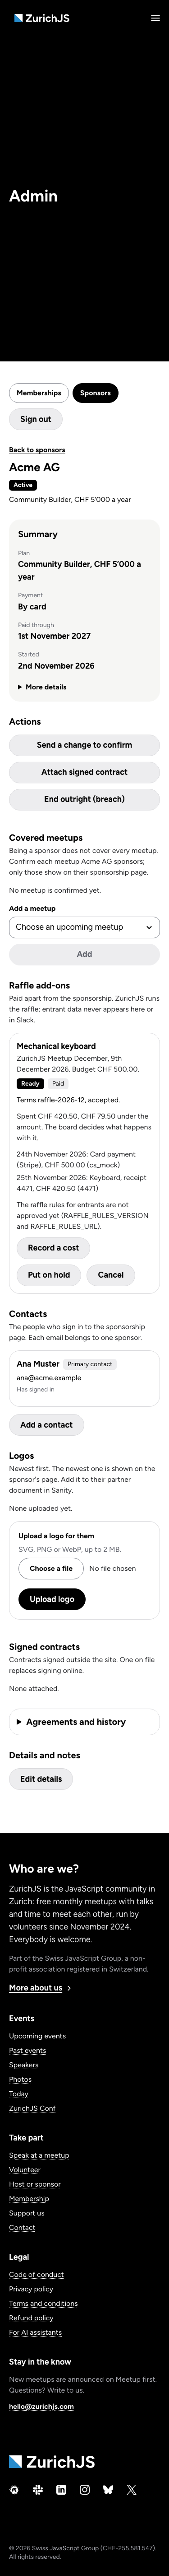 ZurichJS
Admin
Memberships Sponsors
Sign out
Back to sponsors
Acme AG
Active
Community Builder, CHF 5'000 a year
Summary
Plan
Community Builder, CHF 5'000 a
year
Payment
By card
Paid through
1st November 2027
Started
2nd November 2026
More details
Actions
Send a change to confirm
Attach signed contract
End outright (breach)
Covered meetups
Being a sponsor does not cover every meetup.
Confirm each meetup Acme AG sponsors;
only those show on their sponsorship page.
No meetup is confirmed yet.
Add a meetup
Choose an upcoming meetup
Add
Raffle add-ons
Paid apart from the sponsorship. ZurichJS runs
the raffle; entrant data never appears here or
in Slack.
Mechanical keyboard
ZurichJS Meetup December, 9th
December 2026. Budget CHF 500.00.
Ready Paid
Terms raffle-2026-12, accepted.
Spent CHF 420.50, CHF 79.50 under the
amount. The board decides what happens
with it.
24th November 2026: Card payment
(Stripe), CHF 500.00 (cs_mock)
25th November 2026: Keyboard, receipt
4471, CHF 420.50 (4471)
The raffle rules for entrants are not
approved yet (RAFFLE_RULES_VERSION
and RAFFLE_RULES_URL).
Record a cost
Put on hold Cancel
Contacts
The people who sign in to the sponsorship
page. Each email belongs to one sponsor.
Ana Muster Primary contact
ana@acme.example
Has signed in
Add a contact
Logos
Newest first. The newest one is shown on the
sponsor's page. Add it to their partner
document in Sanity.
None uploaded yet.
Upload a logo for them
SVG, PNG or WebP, up to 2 MB.
Choose a file No file chosen
Upload logo
Signed contracts
Contracts signed outside the site. One on file
replaces signing online.
None attached.
Agreements and history
Details and notes
Edit details
Who are we?
ZurichJS is the JavaScript community in
Zurich: free monthly meetups with talks
and time to meet each other, run by
volunteers since November 2024.
Everybody is welcome.
Part of the Swiss JavaScript Group, a non-
profit association registered in Switzerland.
More about us
Events
Upcoming events
Past events
Speakers
Photos
Today
ZurichJS Conf
Take part
Speak at a meetup
Volunteer
Host or sponsor
Membership
Support us
Contact
Legal
Code of conduct
Privacy policy
Terms and conditions
Refund policy
For AI assistants
Stay in the know
New meetups are announced on Meetup first.
Questions? Write to us.
hello@zurichjs.com
ZurichJS
© 2026 Swiss JavaScript Group (CHE-255.581.547).
All rights reserved.